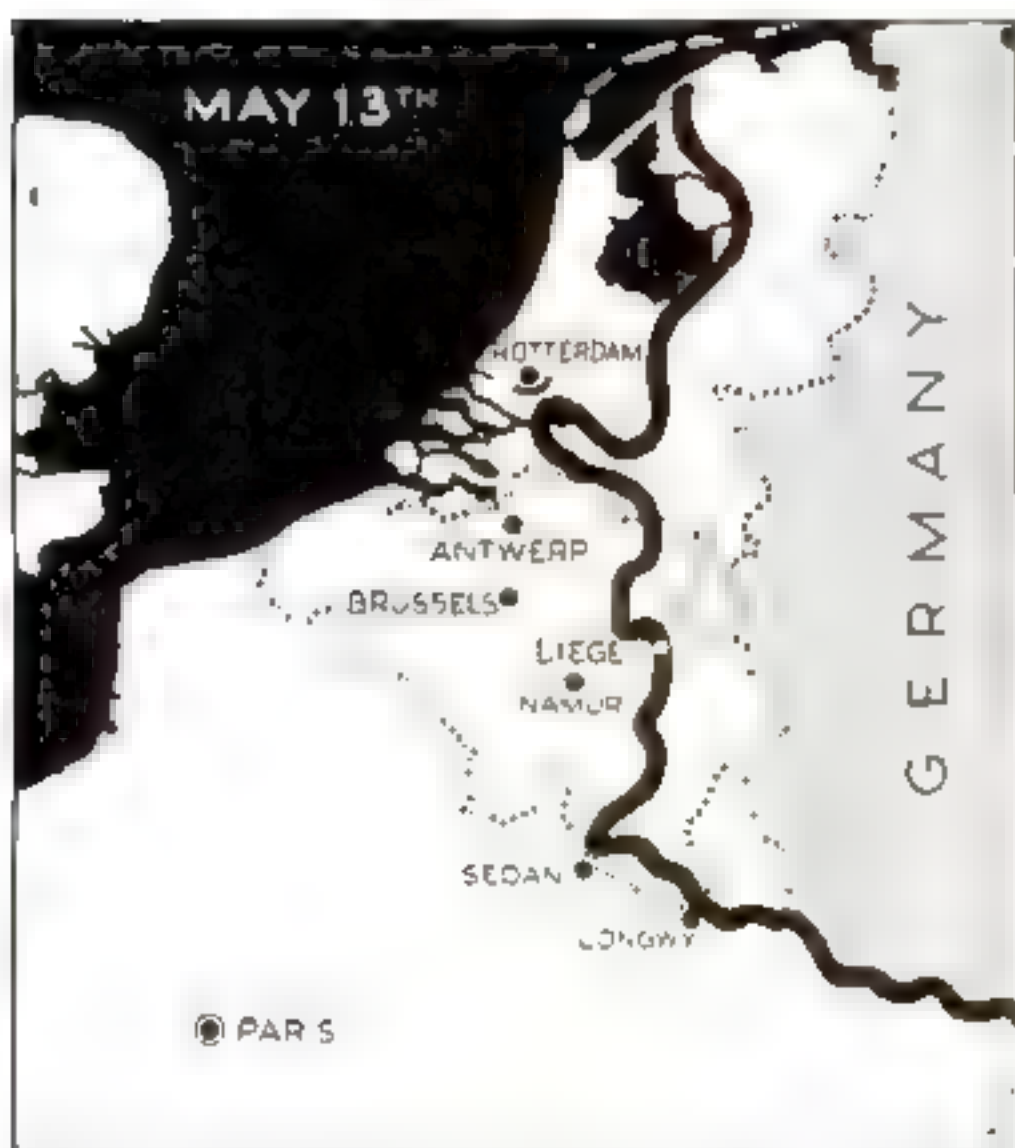 MAY 13TH
ROTTERDAM
ANTWERP
BRUSSELS
LIEGE
NAMUR
GERMANY
SEDAN
LONGWY
PARIS